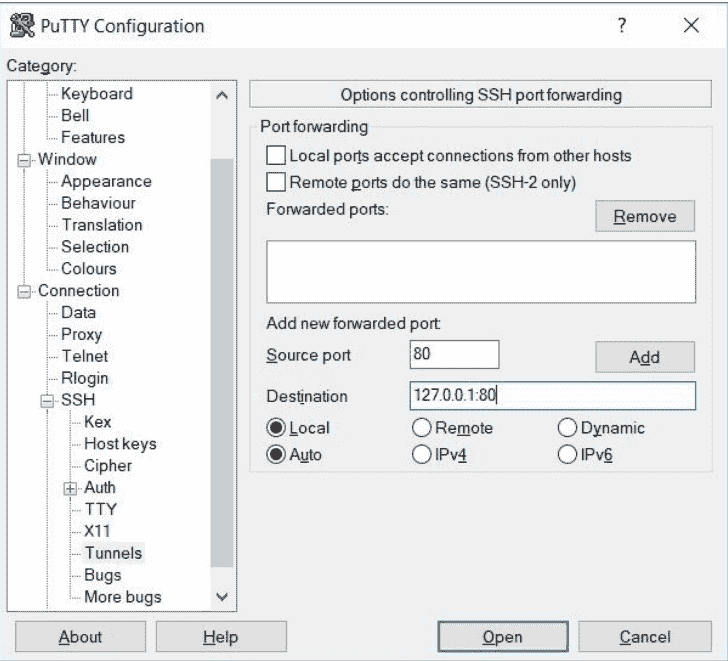 PuTTY Configuration
?
Category:
Keyboard
Bell
Features
Window
Appearance
Behaviour
Translation
Selection
Colours
Connection
Data
Proxy
Telnet
Rlogin
SSH
Kex
Host keys
Cipher
Auth
TTY
X11
Tunnels
Bugs
More bugs
Options controlling SSH port forwarding
Port forwarding
Local ports accept connections from other hosts
Remote ports do the same (SSH-2 only)
Forwarded ports:
Remove
Add new forwarded port:
Source port
80
Add
Destination
127.0.0.1:80
Local Remote Dynamic
Auto IPv4 IPv6
About Help Open Cancel